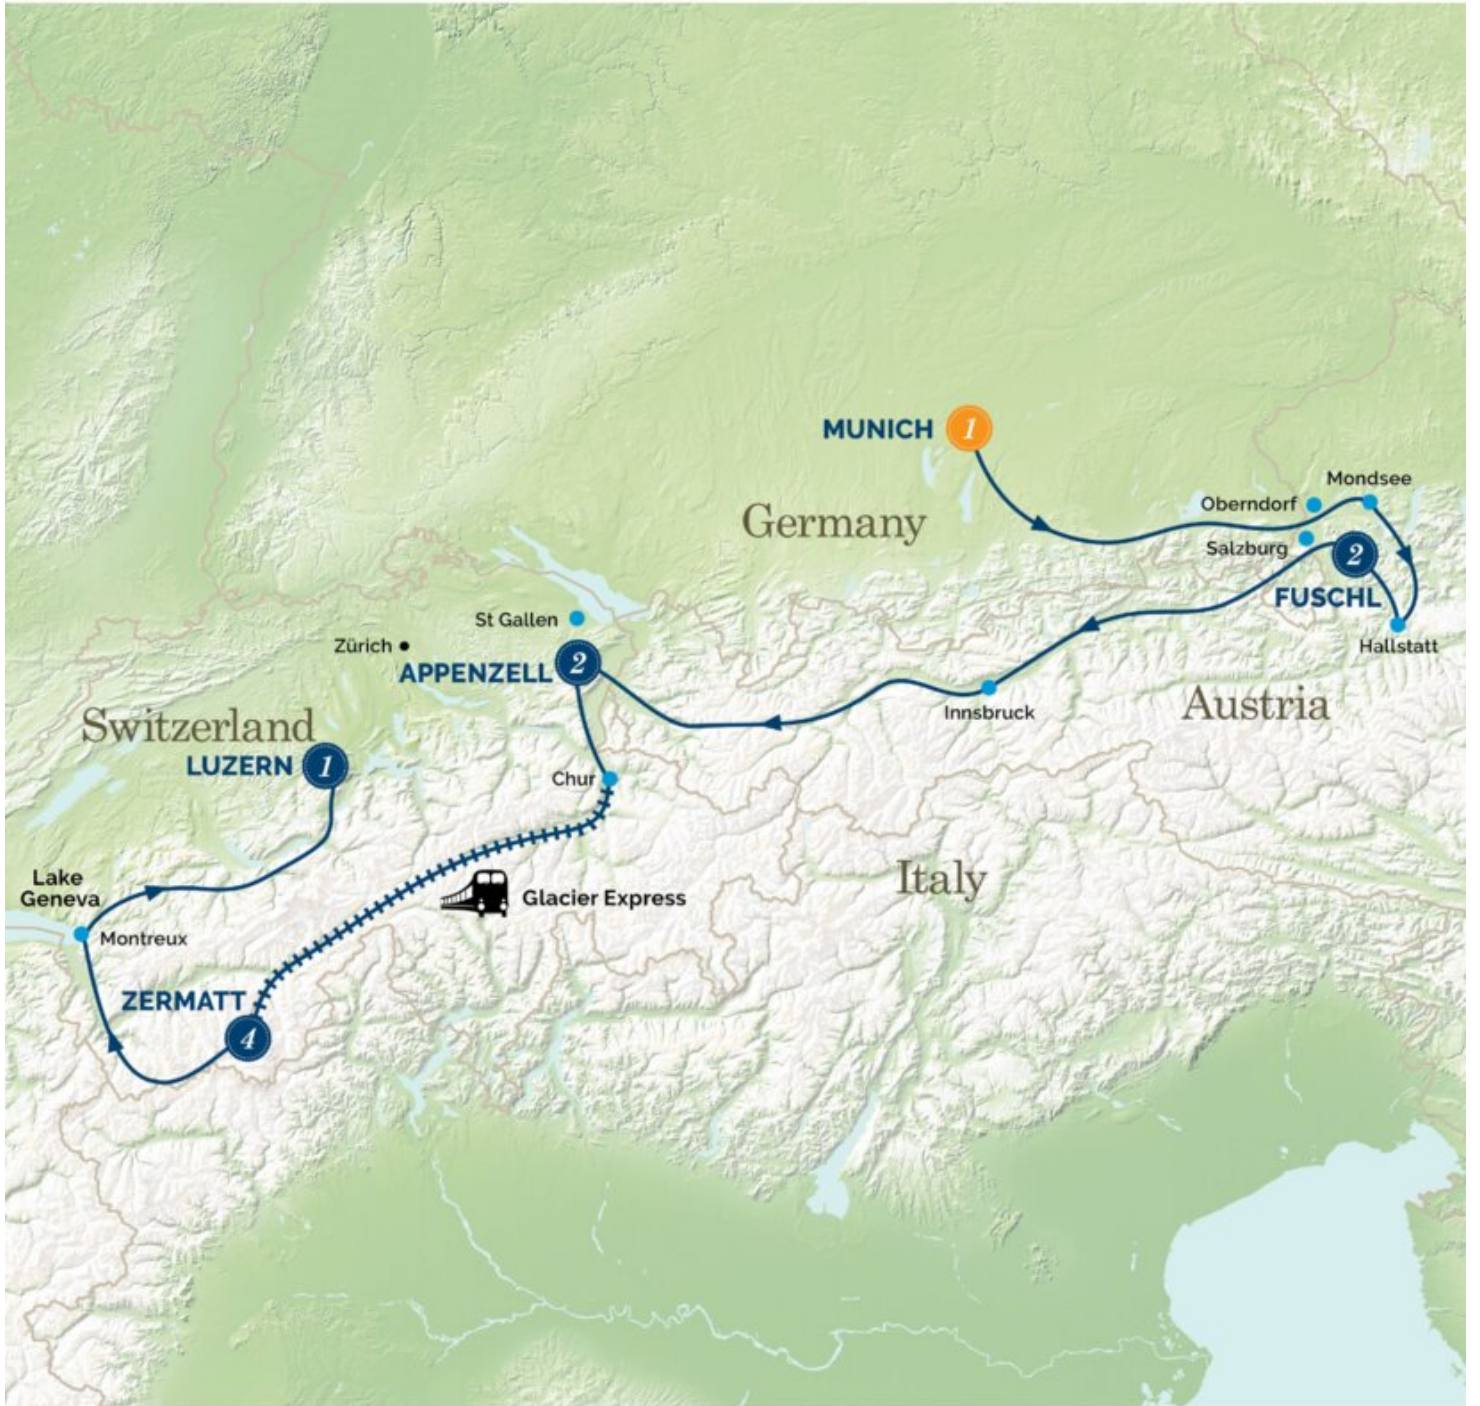 MUNICH 1
Mondsee
Oberndorf
Germany
Salzburg
2
FUSCHL
St Gallen
Zürich
Hallstatt
APPENZELL 2
Switzerland
Austria
Innsbruck
LUZERN 1
Chur
Lake
Geneva
Italy
Glacier Express
Montreux
ZERMATT
4